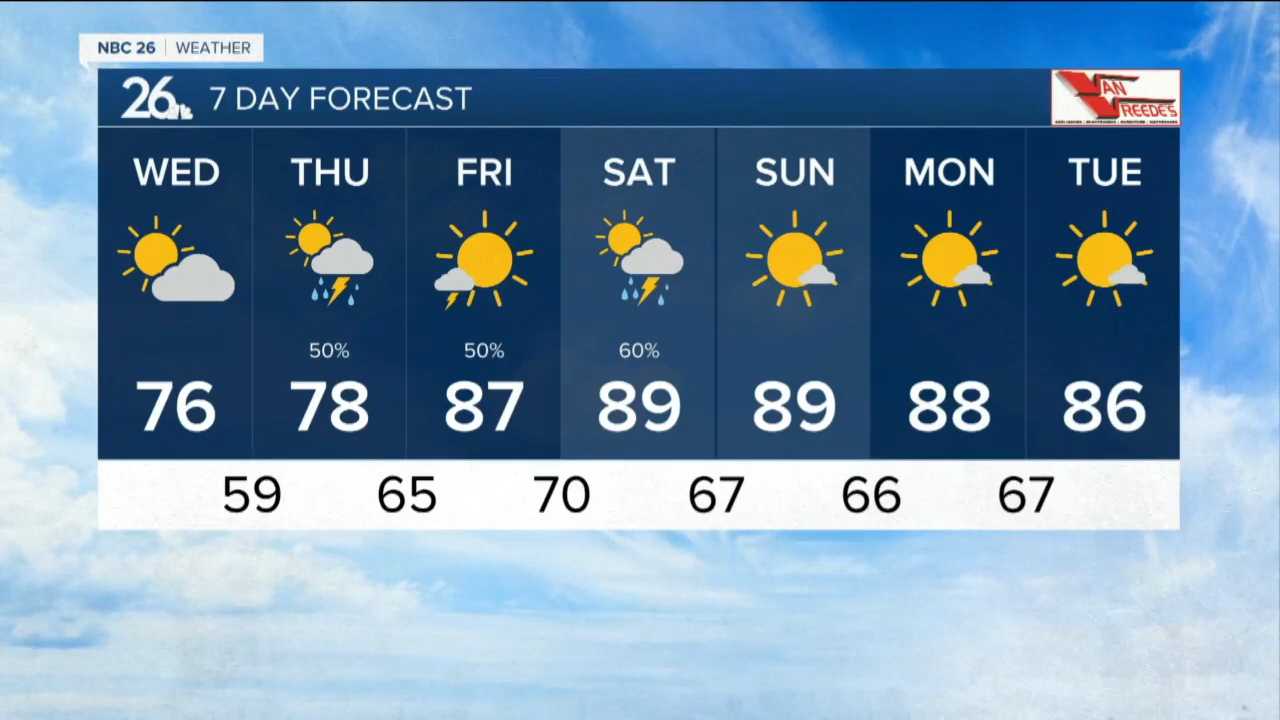 NBC 26 | WEATHER
26 7 DAY FORECAST
VAN VREEDE'S
WED THU FRI SAT SUN MON TUE
50% 50% 60%
76 78 87 89 89 88 86
59 65 70 67 66 67